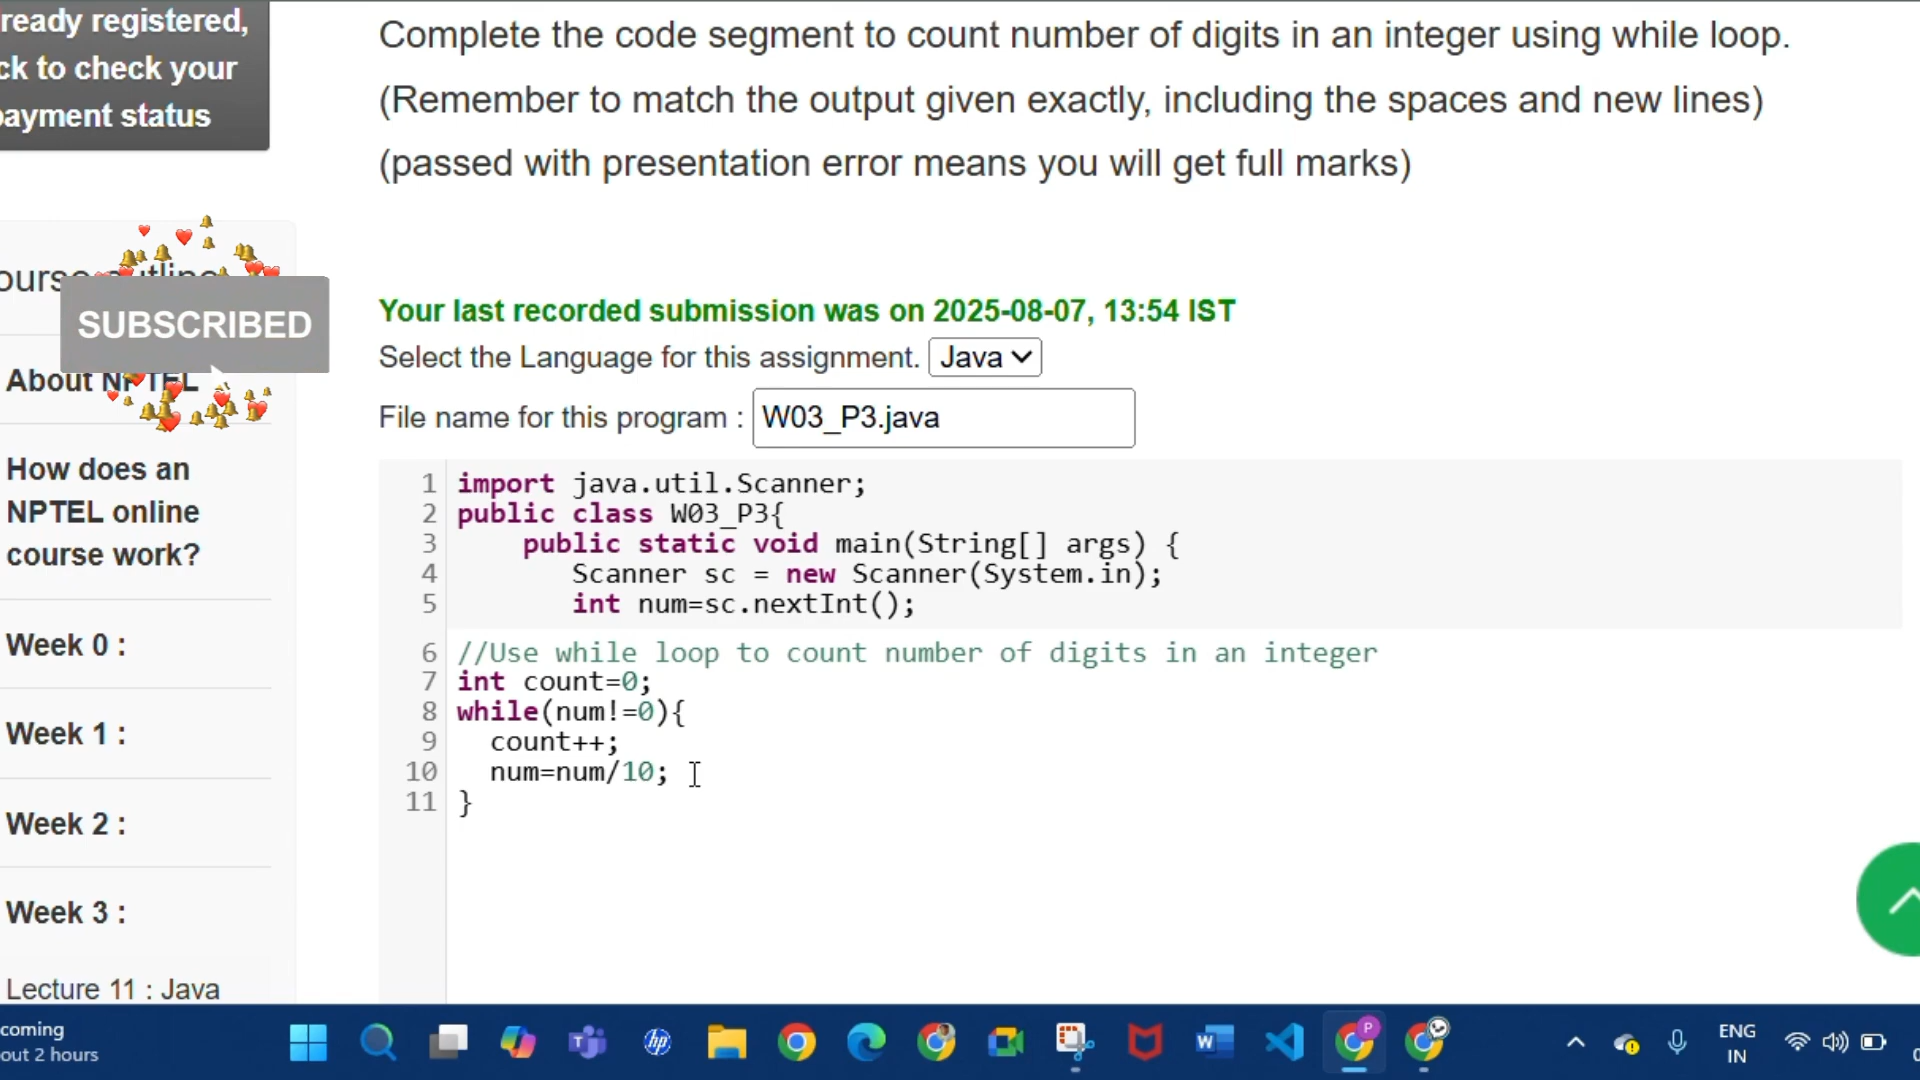 ready registered,
ck to check your
payment status
Complete the code segment to count number of digits in an integer using while loop.
(Remember to match the output given exactly, including the spaces and new lines)
(passed with presentation error means you will get full marks)
SUBSCRIBED
About NPTEL
How does an
NPTEL online
course work?
Week 0 :
Week 1 :
Week 2 :
Week 3 :
Lecture 11 : Java
Your last recorded submission was on 2025-08-07, 13:54 IST
Select the Language for this assignment. Java
File name for this program : W03_P3.java
1 import java.util.Scanner;
2 public class W03_P3{
3 public static void main(String[] args) {
4 Scanner sc = new Scanner(System.in);
5 int num=sc.nextInt();
6 //Use while loop to count number of digits in an integer
7 int count=0;
8 while(num!=0){
9 count++;
10 num=num/10;
11 }
coming
out 2 hours
ENG
IN